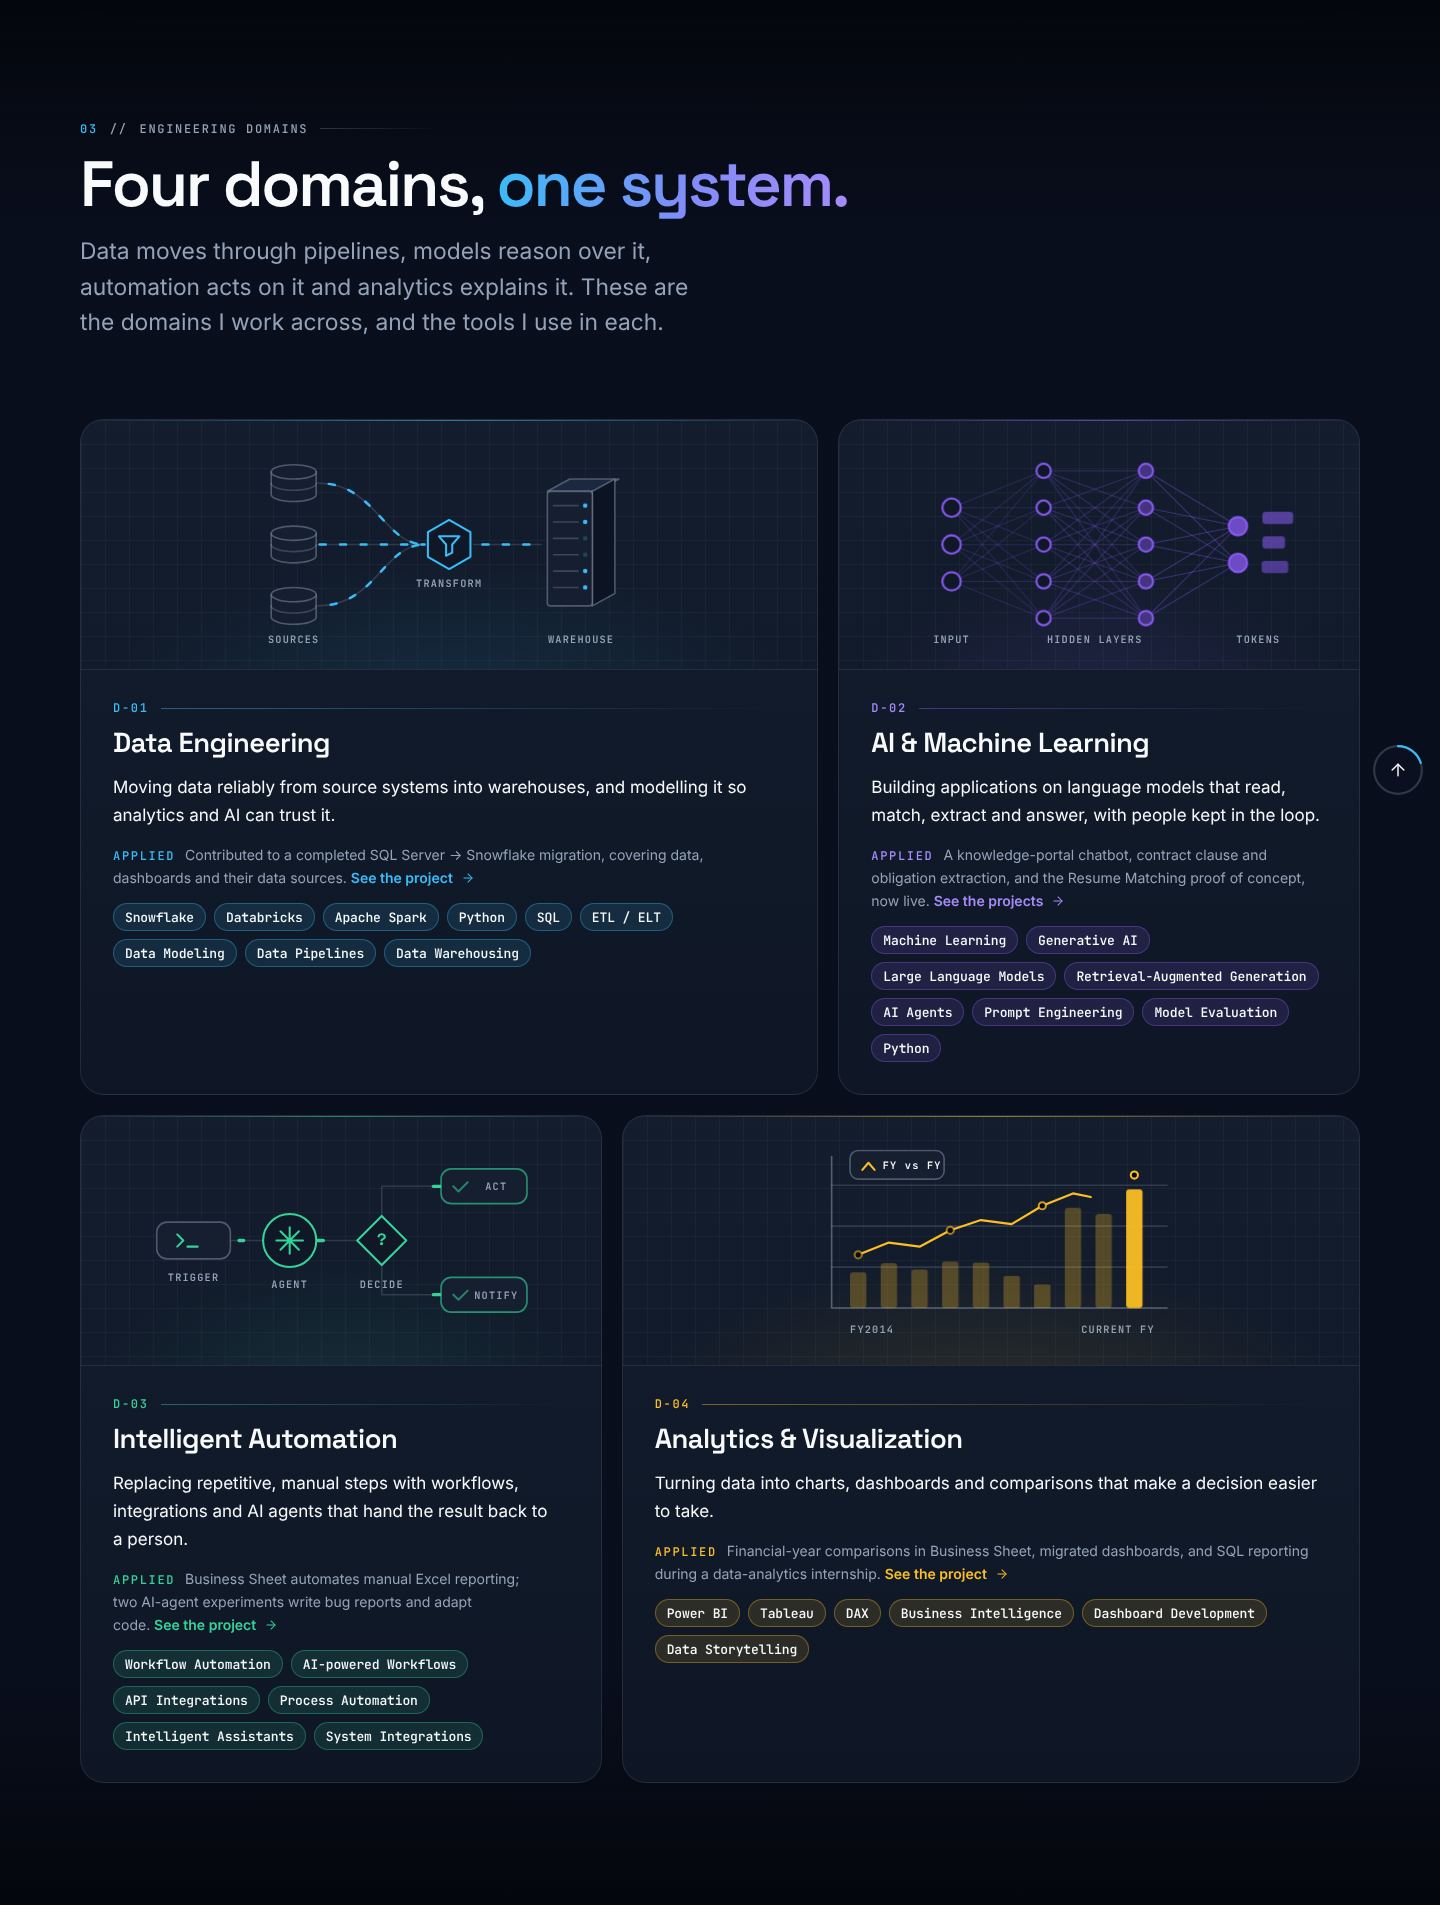 03 // ENGINEERING DOMAINS
Four domains, one system.
Data moves through pipelines, models reason over it,
automation acts on it and analytics explains it. These are
the domains I work across, and the tools I use in each.
TRANSFORM
SOURCES
WAREHOUSE
D-01
Data Engineering
Moving data reliably from source systems into warehouses, and modelling it so
analytics and AI can trust it.
APPLIED Contributed to a completed SQL Server → Snowflake migration, covering data,
dashboards and their data sources. See the project →
Snowflake
Databricks
Apache Spark
Python
SQL
ETL / ELT
Data Modeling
Data Pipelines
Data Warehousing
INPUT
HIDDEN LAYERS
TOKENS
D-02
AI & Machine Learning
Building applications on language models that read,
match, extract and answer, with people kept in the loop.
APPLIED A knowledge-portal chatbot, contract clause and
obligation extraction, and the Resume Matching proof of concept,
now live. See the projects →
Machine Learning
Generative AI
Large Language Models
Retrieval-Augmented Generation
AI Agents
Prompt Engineering
Model Evaluation
Python
TRIGGER
AGENT
?
DECIDE
ACT
NOTIFY
D-03
Intelligent Automation
Replacing repetitive, manual steps with workflows,
integrations and AI agents that hand the result back to
a person.
APPLIED Business Sheet automates manual Excel reporting;
two AI-agent experiments write bug reports and adapt
code. See the project →
Workflow Automation
AI-powered Workflows
API Integrations
Process Automation
Intelligent Assistants
System Integrations
FY vs FY
FY2014
CURRENT FY
D-04
Analytics & Visualization
Turning data into charts, dashboards and comparisons that make a decision easier
to take.
APPLIED Financial-year comparisons in Business Sheet, migrated dashboards, and SQL reporting
during a data-analytics internship. See the project →
Power BI
Tableau
DAX
Business Intelligence
Dashboard Development
Data Storytelling